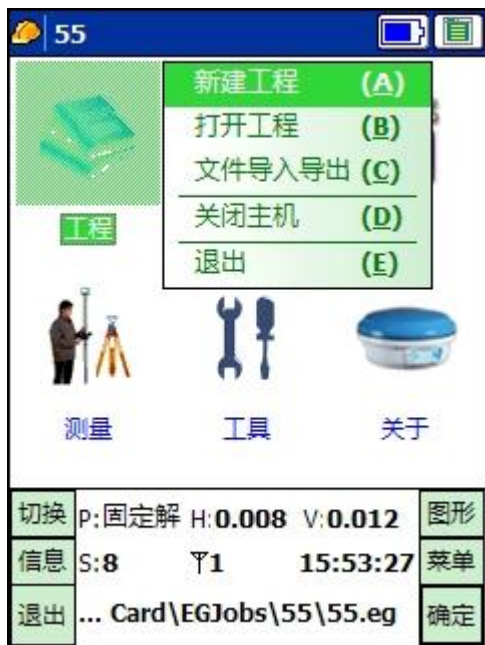 55
新建工程 (A)
打开工程 (B)
文件导入导出 (C)
关闭主机 (D)
退出 (E)
工程
测量 工具 关于
切换 P:固定解 H:0.008 V:0.012 图形
信息 S:8 1 15:53:27 菜单
退出 ... Card\EGJobs\55\55.eg 确定